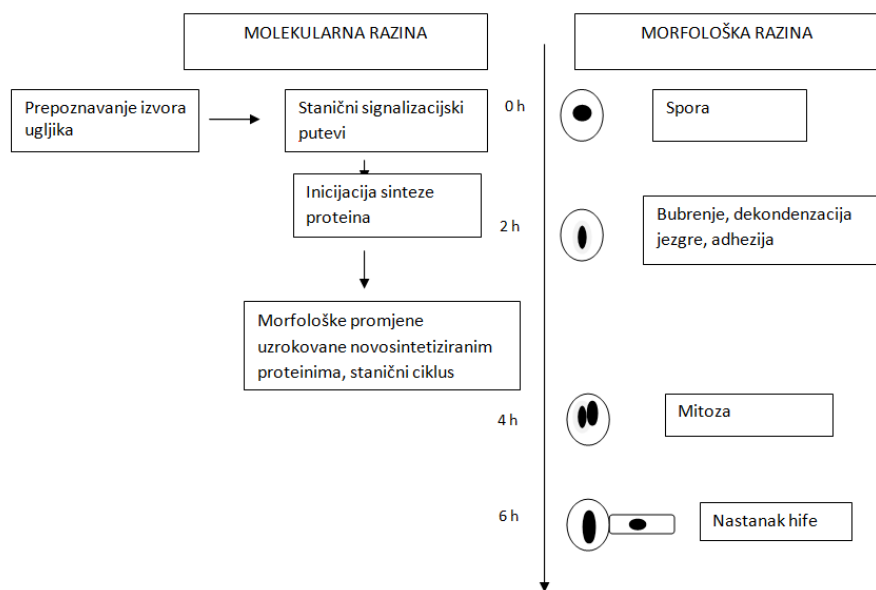 MOLEKULARNA RAZINA
MORFOLOŠKA RAZINA
Prepoznavanje izvora
ugljika
Stanični signalizacijski
putevi
0 h
Spora
Inicijacija sinteze
proteina
2 h
Bubrenje, dekondenzacija
jezgre, adhezija
Morfološke promjene
uzrokovane novosintetiziranim
proteinima, stanični ciklus
4 h
Mitoza
6 h
Nastanak hife